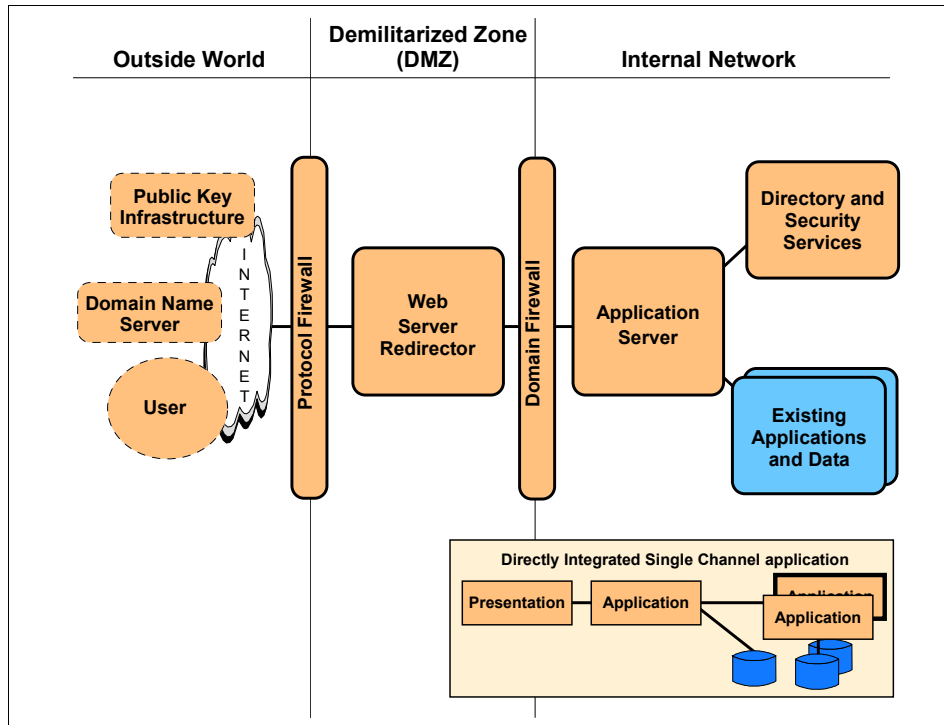 Outside World
Demilitarized Zone
(DMZ)
Internal Network
Public Key
Infrastructure
Domain Name
Server
User
INTERNET
Protocol Firewall
Web
Server
Redirector
Domain Firewall
Application
Server
Directory and
Security
Services
Existing
Applications
and Data
Directly Integrated Single Channel application
Presentation
Application
Application
Application